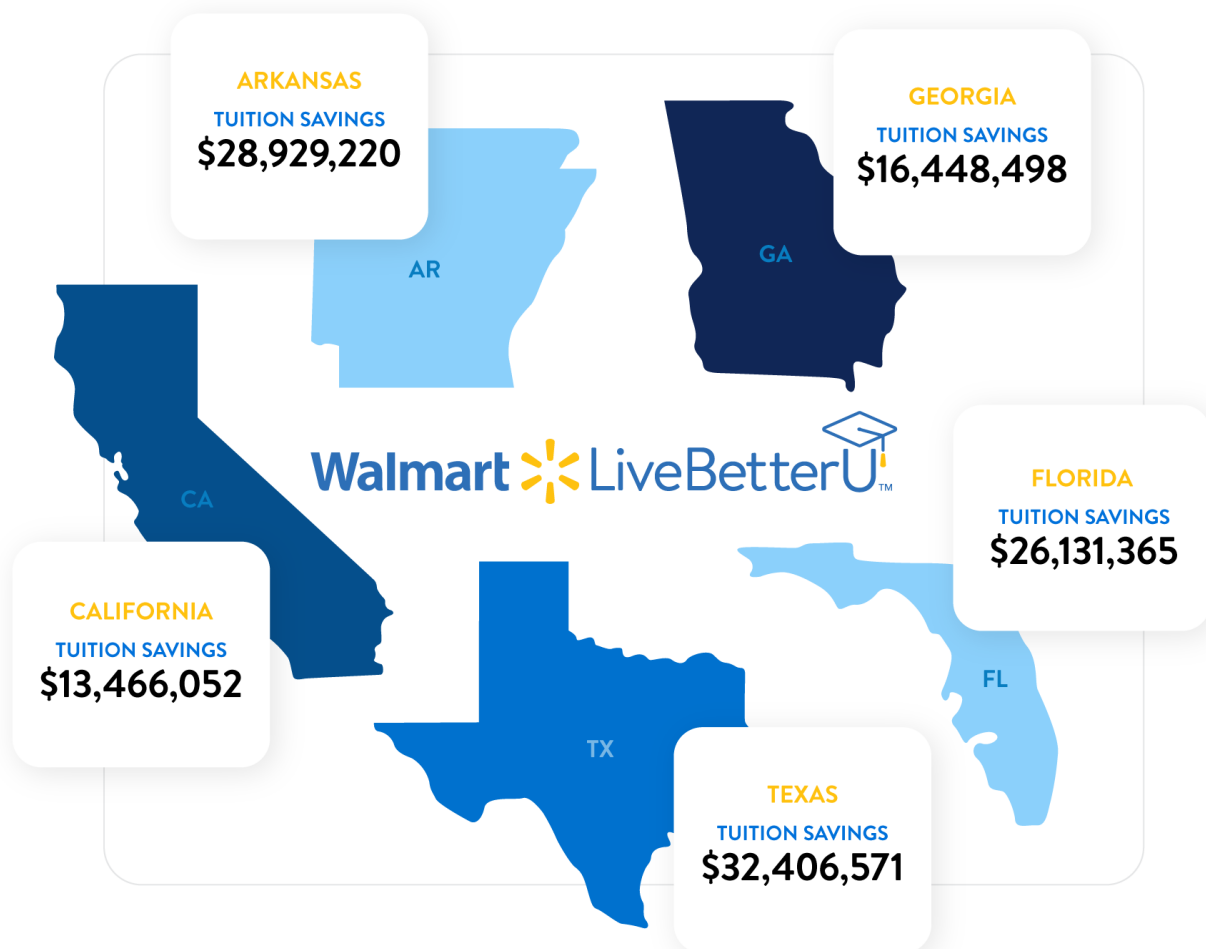 ARKANSAS
TUITION SAVINGS
$28,929,220
AR
GEORGIA
TUITION SAVINGS
$16,448,498
GA
Walmart LiveBetterU™
CA
CALIFORNIA
TUITION SAVINGS
$13,466,052
FLORIDA
TUITION SAVINGS
$26,131,365
FL
TX
TEXAS
TUITION SAVINGS
$32,406,571